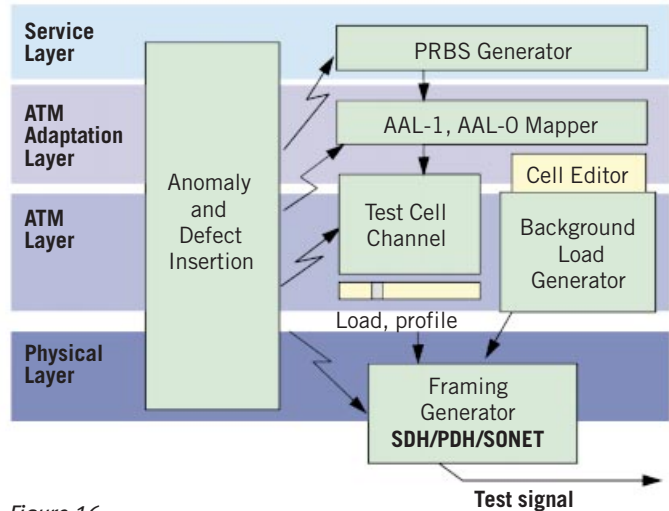 Service
Layer
PRBS Generator
ATM
Adaptation
Layer
AAL-1, AAL-0 Mapper
Anomaly
and
Defect
Insertion
Cell Editor
ATM
Layer
Test Cell
Channel
Background
Load
Generator
Load, profile
Physical
Layer
Framing
Generator
SDH/PDH/SONET
Test signal
Figure 16